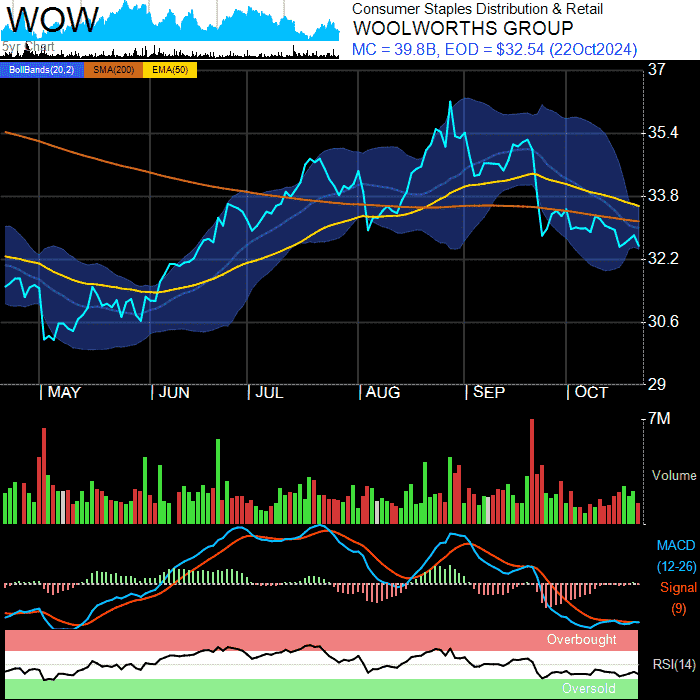 WOW
5yr Chart
Consumer Staples Distribution & Retail
WOOLWORTHS GROUP
MC = 39.8B, EOD = $32.54 (22Oct2024)
BollBands(20,2) SMA(200) EMA(50)
37
35.4
33.8
32.2
30.6
29
MAY JUN JUL AUG SEP OCT
7M
Volume
MACD
(12-26)
Signal
(9)
Overbought
RSI(14)
Oversold